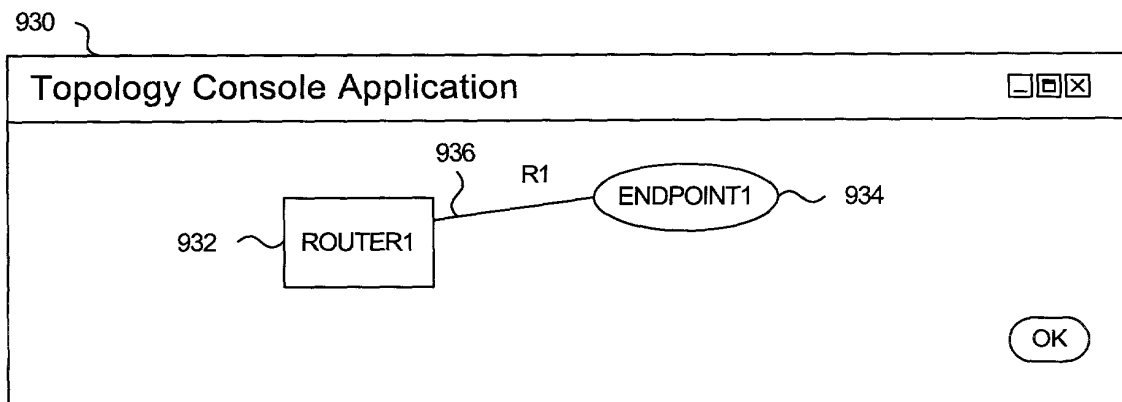 930
Topology Console Application
936
R1
ENDPOINT1
934
932
ROUTER1
OK